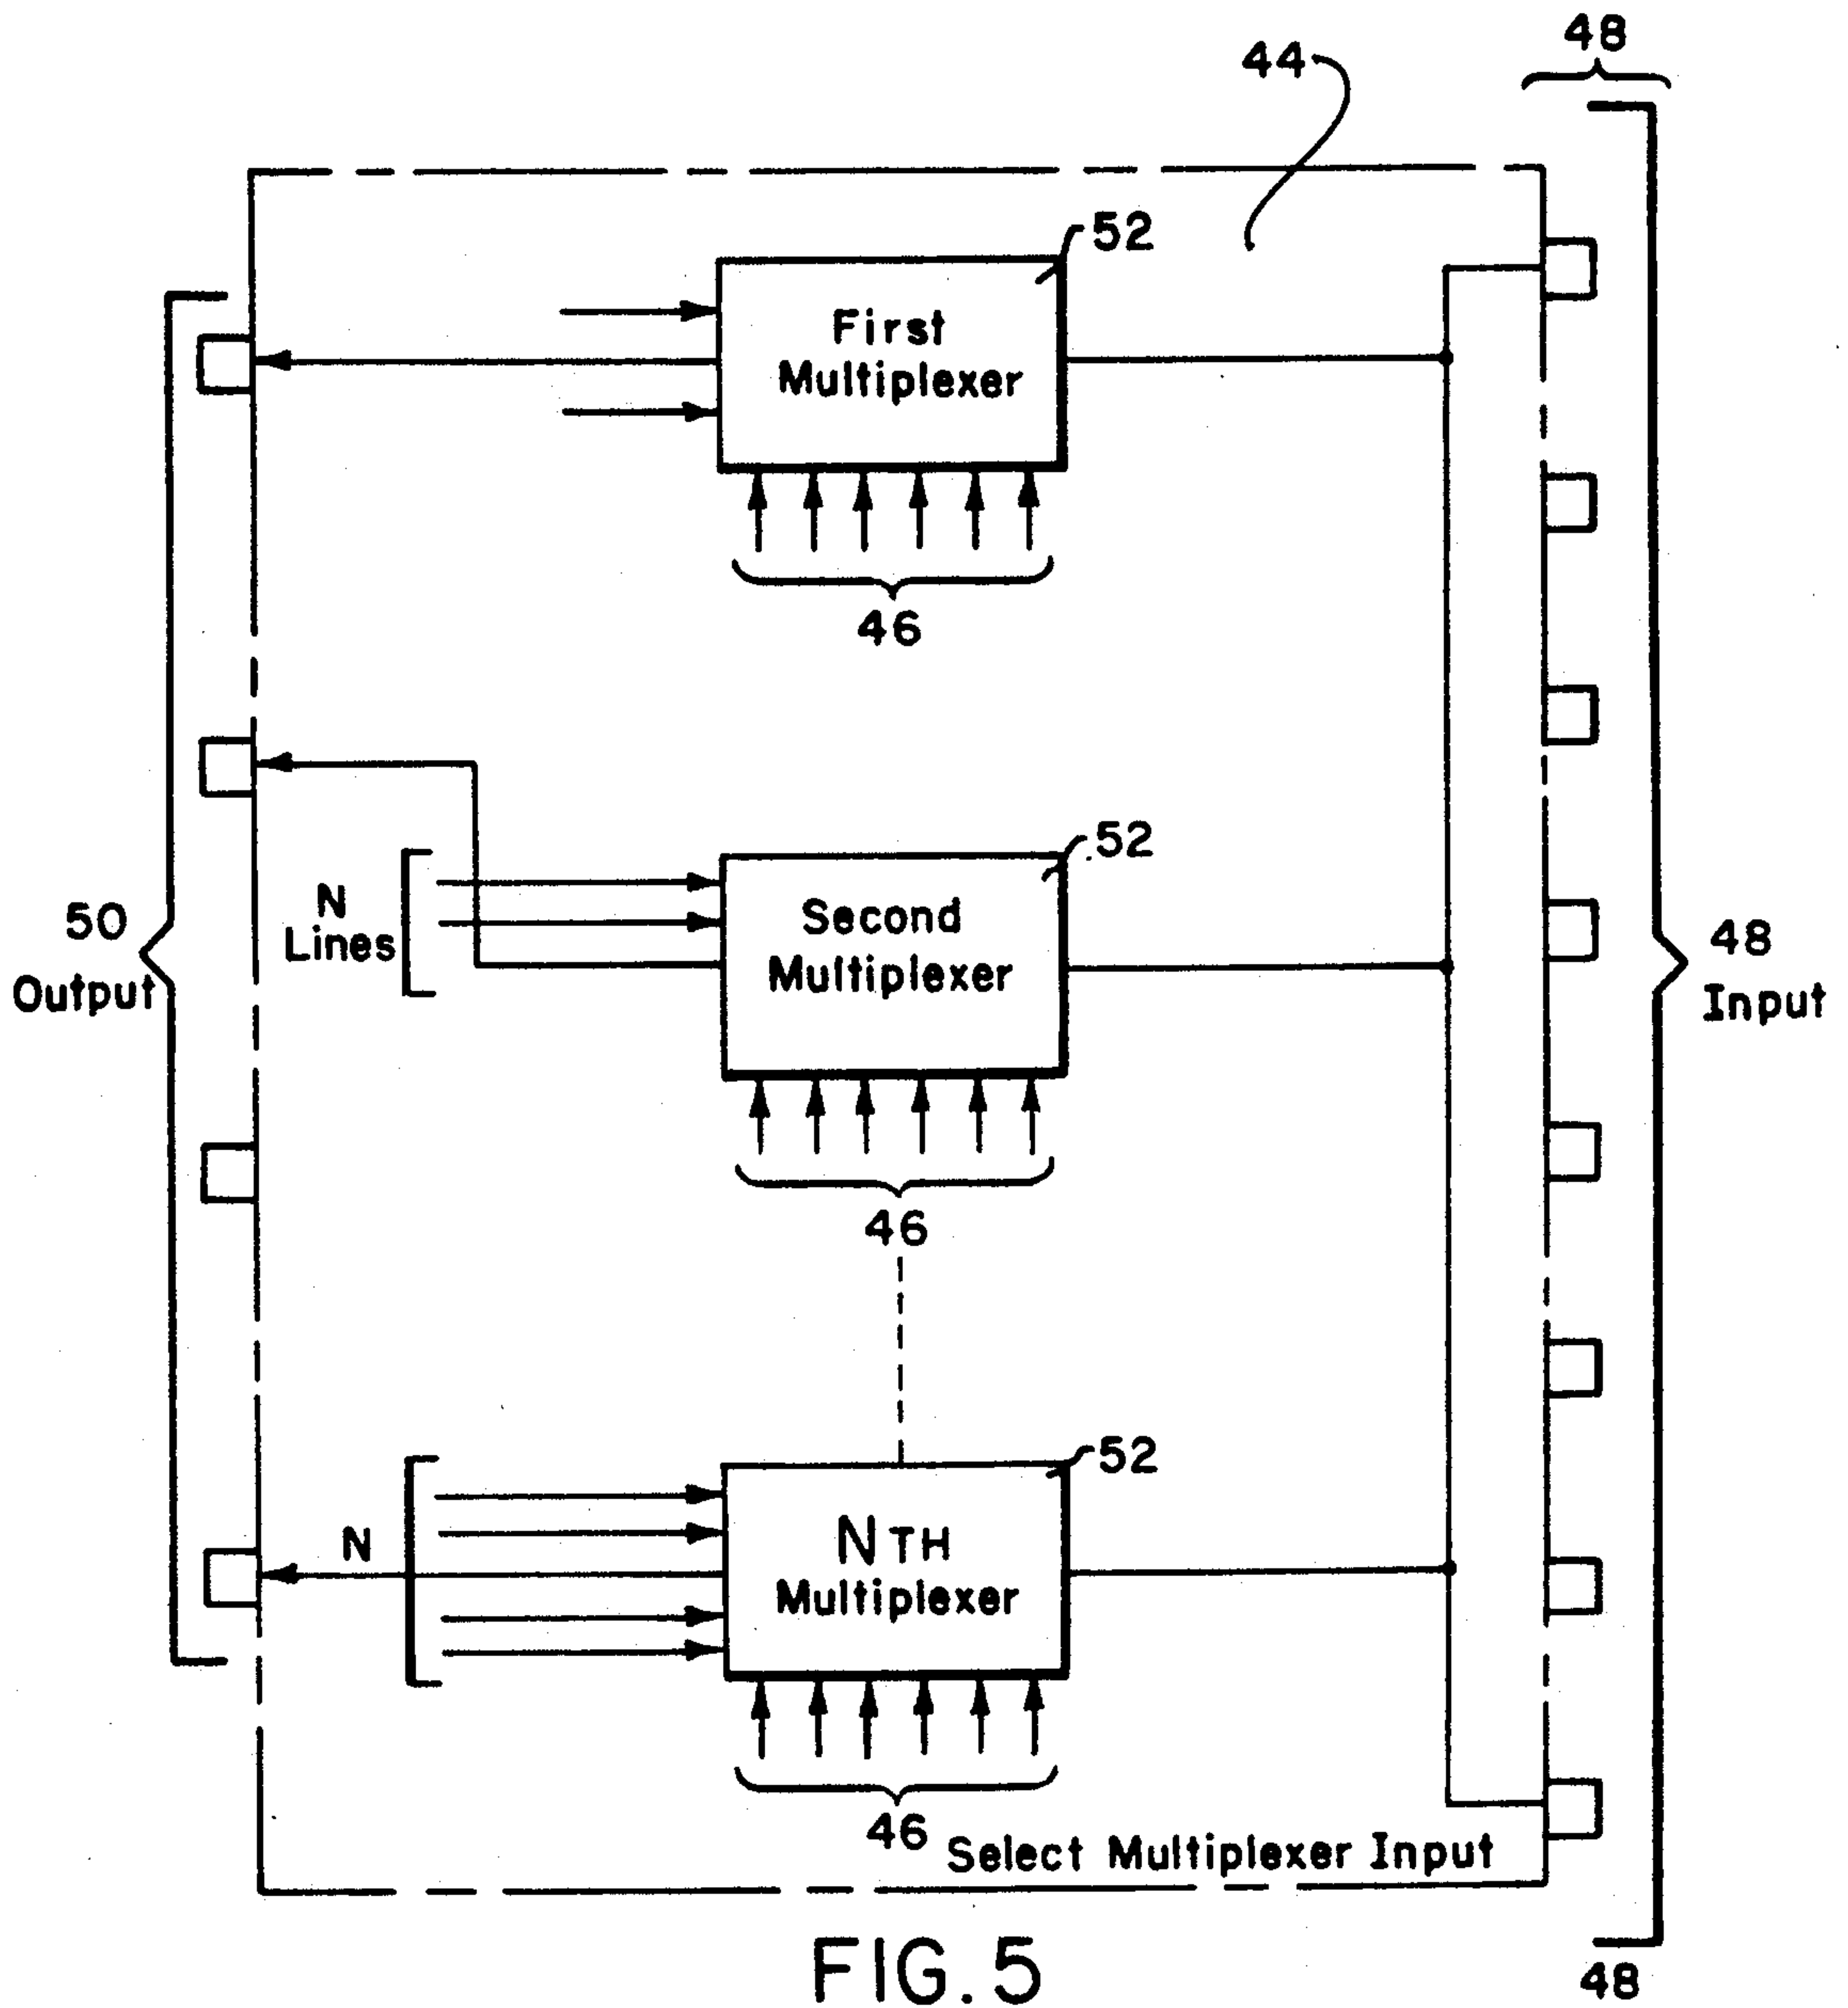 48
44
52
First
Multiplexer
46
52
N
Lines
Second
Multiplexer
50
Output
48
Input
46
52
N
N TH
Multiplexer
46
Select Multiplexer Input
48
FIG. 5